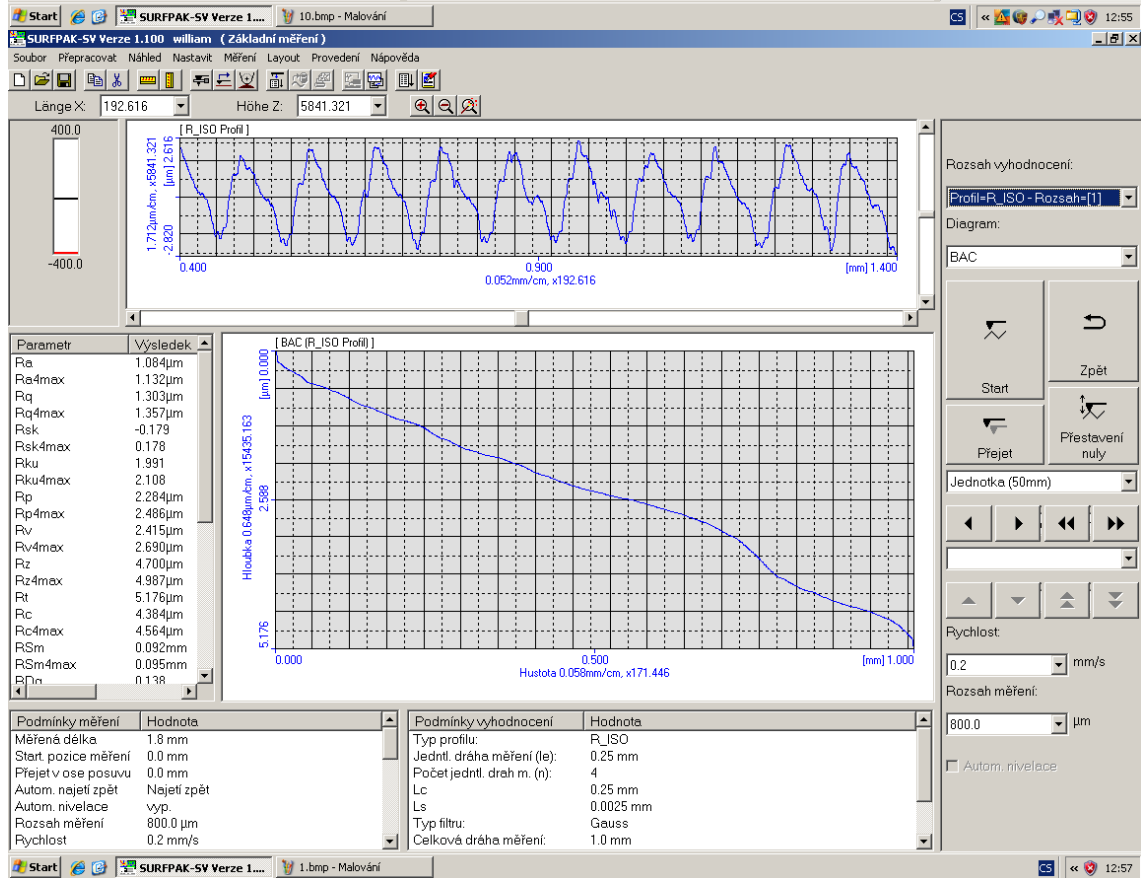 Start SURFPAK-SV Verze 1.... 10.bmp - Malování CS « 12:55
SURFPAK-SV Verze 1.100 william ( Základní měření )
Soubor Přepracovat Náhled Nastavit Měření Layout Provedení Nápověda
Länge X: 192.616 Höhe Z: 5841.321
400.0
-400.0
[ R_ISO Profil ]
1.712µm/cm, x5841.321
-2.820 [µm] 2.616
0.400 0.900 [mm] 1.400
0.052mm/cm, x192.616
Parametr Výsledek
Ra 1.084µm
Ra4max 1.132µm
Rq 1.303µm
Rq4max 1.357µm
Rsk -0.179
Rsk4max 0.178
Rku 1.991
Rku4max 2.108
Rp 2.284µm
Rp4max 2.486µm
Rv 2.415µm
Rv4max 2.690µm
Rz 4.700µm
Rz4max 4.987µm
Rt 5.176µm
Rc 4.384µm
Rc4max 4.564µm
RSm 0.092mm
RSm4max 0.095mm
RDq 0.138
[ BAC (R_ISO Profil) ]
Hloubka 0.648µm/cm, x15435.163
5.176 2.588 [µm] 0.000
0.000 0.500 [mm] 1.000
Hustota 0.058mm/cm, x171.446
Rozsah vyhodnocení:
Profil=R_ISO - Rozsah=[1]
Diagram:
BAC
Start
Zpět
Přejet
Přestavení
nuly
Jednotka (50mm)
Rychlost:
0.2 mm/s
Rozsah měření:
800.0 µm
Autom. nivelace
Podmínky měření Hodnota
Měřená délka 1.8 mm
Start. pozice měření 0.0 mm
Přejet v ose posuvu 0.0 mm
Autom. najetí zpět Najetí zpět
Autom. nivelace vyp.
Rozsah měření 800.0 µm
Rychlost 0.2 mm/s
Podmínky vyhodnocení Hodnota
Typ profilu: R_ISO
Jedntl. dráha měření (le): 0.25 mm
Počet jedntl. drah m. (n): 4
Lc 0.25 mm
Ls 0.0025 mm
Typ filtru: Gauss
Celková dráha měření: 1.0 mm
Start SURFPAK-SV Verze 1.... 1.bmp - Malování CS « 12:57